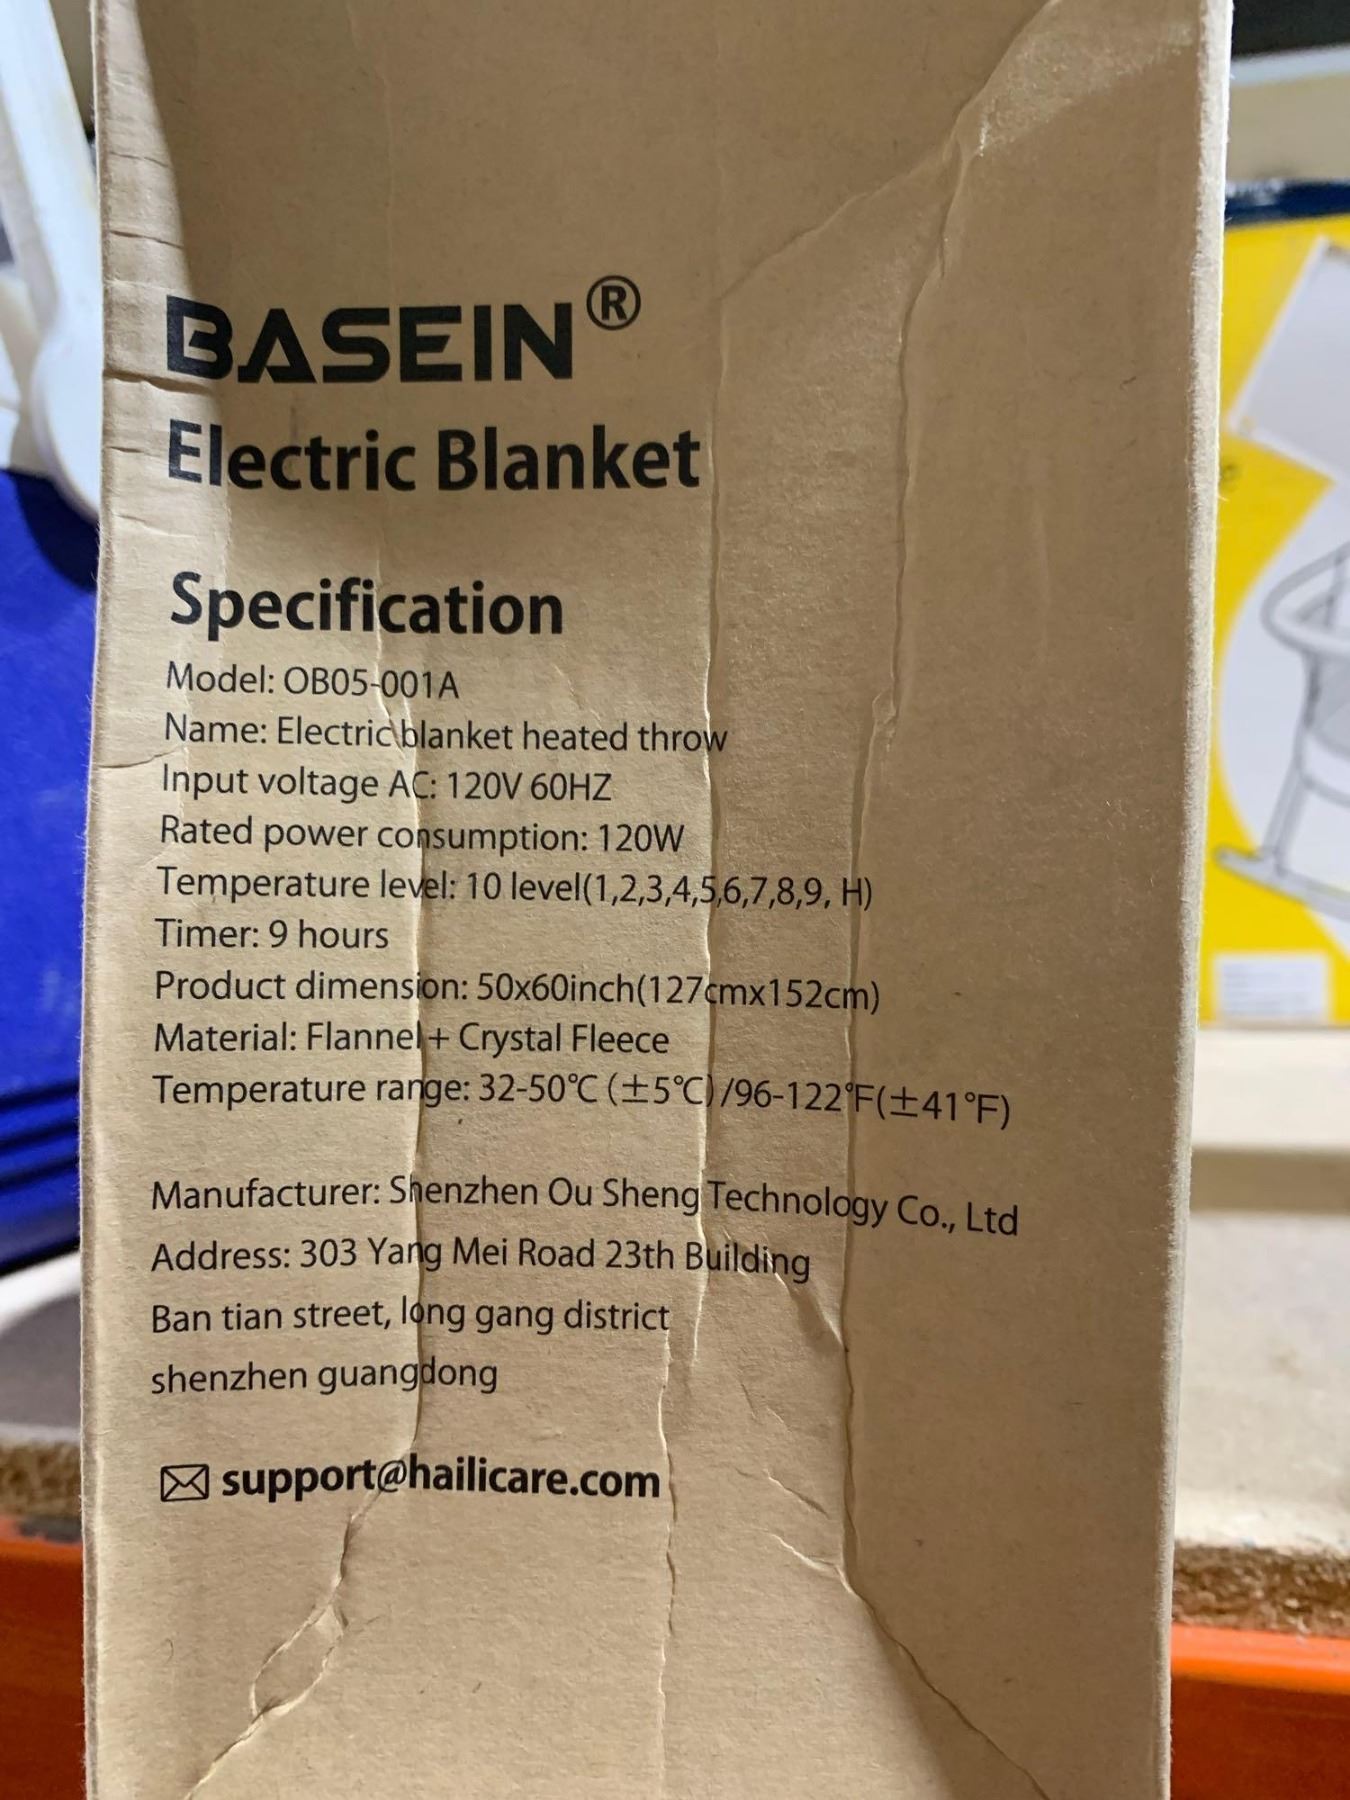 BASEIN®
Electric Blanket
Specification
Model: OB05-001A
Name: Electric blanket heated throw
Input voltage AC: 120V 60HZ
Rated power consumption: 120W
Temperature level: 10 level(1,2,3,4,5,6,7,8,9, H)
Timer: 9 hours
Product dimension: 50x60inch(127cmx152cm)
Material: Flannel + Crystal Fleece
Temperature range: 32-50℃ (±5℃) /96-122℉(±41℉)
Manufacturer: Shenzhen Ou Sheng Technology Co., Ltd
Address: 303 Yang Mei Road 23th Building
Ban tian street, long gang district
shenzhen guangdong
support@hailicare.com